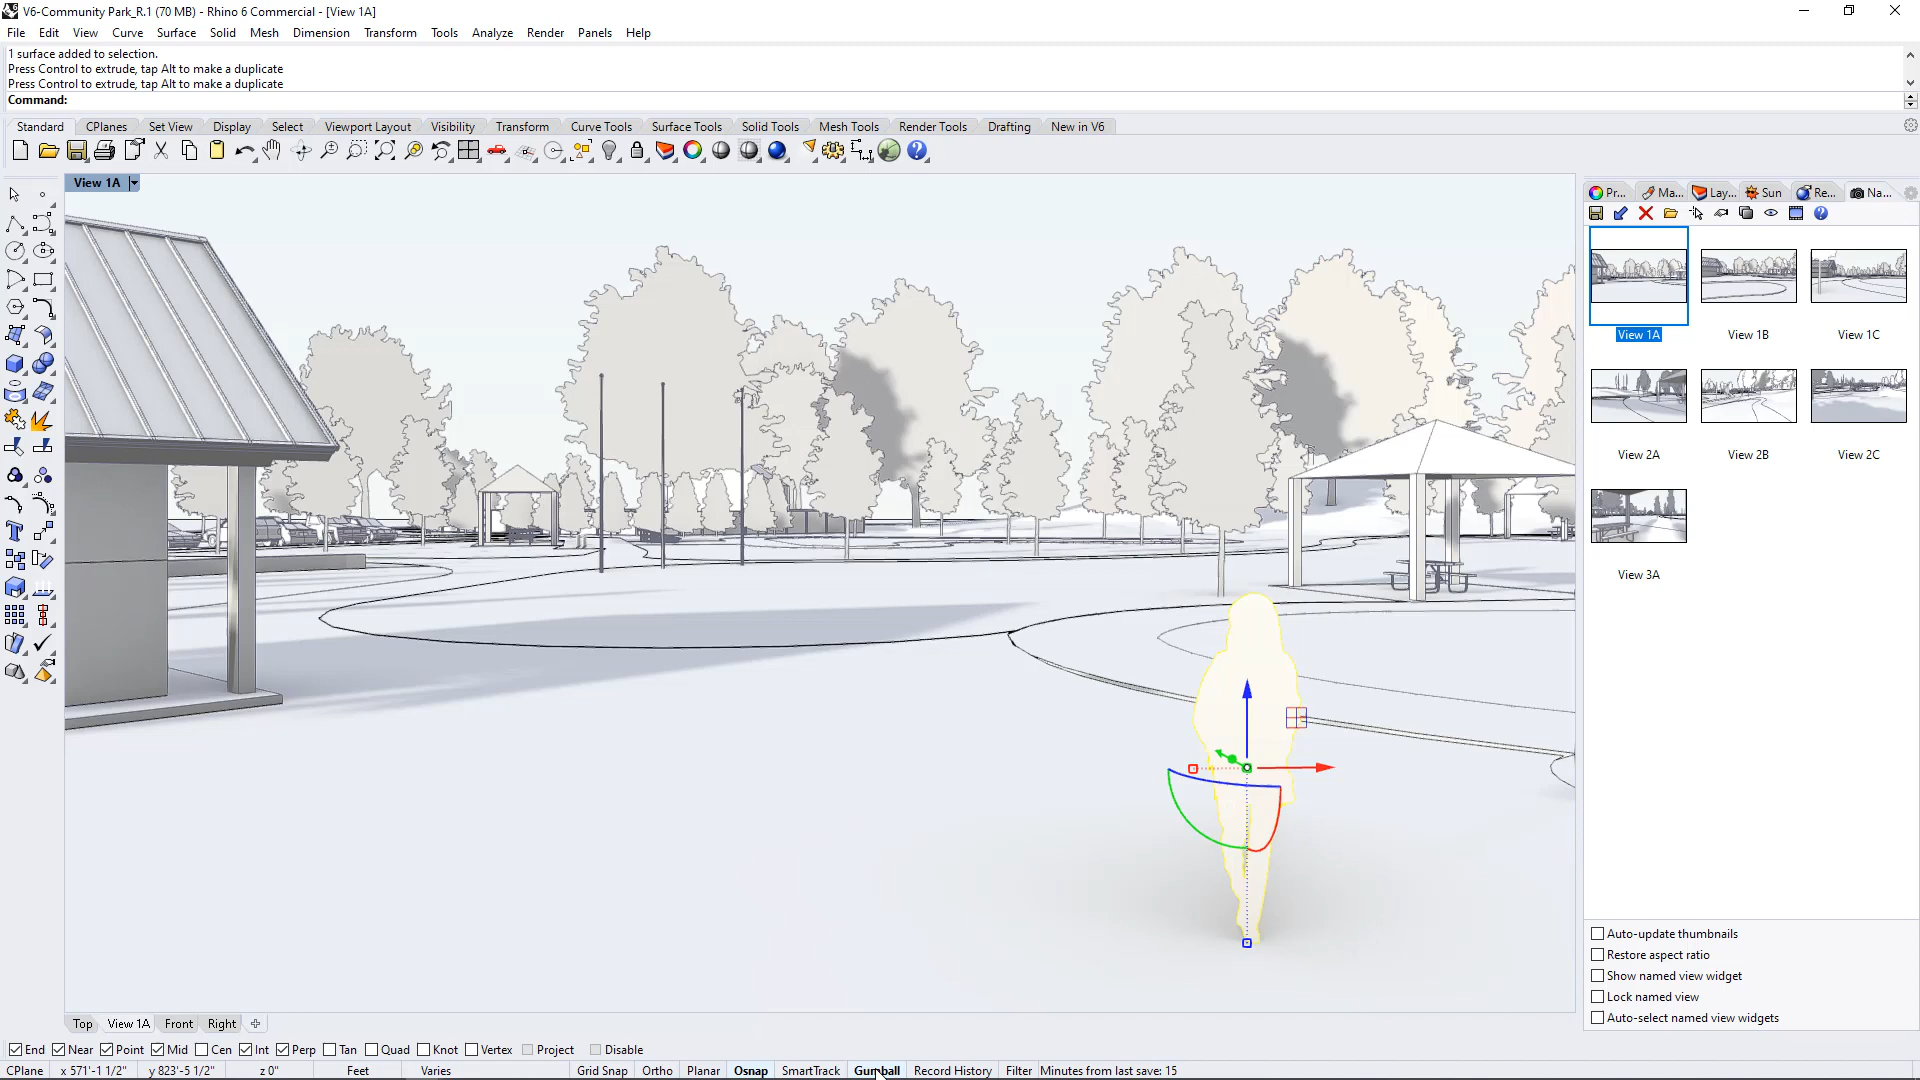 V6-Community Park_R.1 (70 MB) - Rhino 6 Commercial - [View 1A]
File Edit View Curve Surface Solid Mesh Dimension Transform Tools Analyze Render Panels Help
1 surface added to selection.
Press Control to extrude, tap Alt to make a duplicate
Press Control to extrude, tap Alt to make a duplicate
Command:
Standard CPlanes Set View Display Select Viewport Layout Visibility Transform Curve Tools Surface Tools Solid Tools Mesh Tools Render Tools Drafting New in V6
View 1A
Pr... Ma... Lay... Sun Re... Na...
View 1A View 1B View 1C
View 2A View 2B View 2C
View 3A
Auto-update thumbnails
Restore aspect ratio
Show named view widget
Lock named view
Auto-select named view widgets
Top View 1A Front Right
End Near Point Mid Cen Int Perp Tan Quad Knot Vertex Project Disable
CPlane x 571'-1 1/2" y 823'-5 1/2" z 0" Feet Varies Grid Snap Ortho Planar Osnap SmartTrack Gumball Record History Filter Minutes from last save: 15